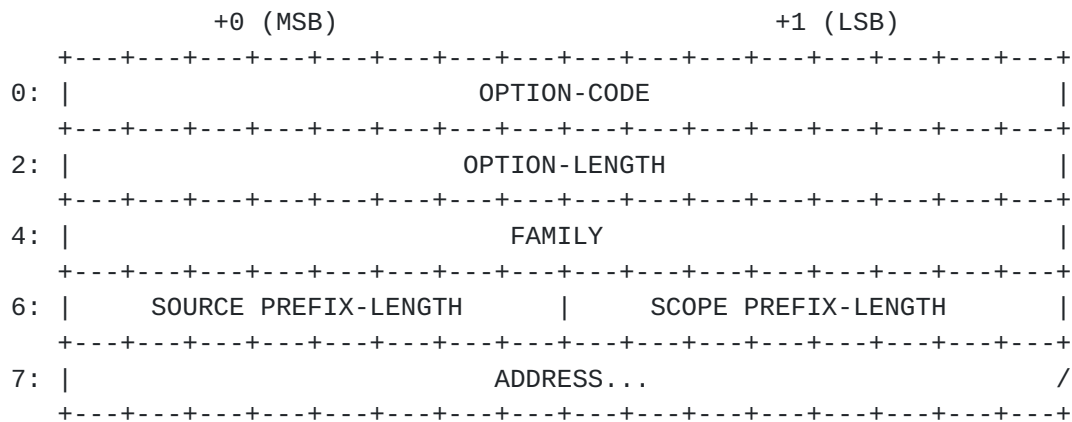 +0 (MSB)                            +1 (LSB)
   +---+---+---+---+---+---+---+---+---+---+---+---+---+---+---+---+
0: |                          OPTION-CODE                          |
   +---+---+---+---+---+---+---+---+---+---+---+---+---+---+---+---+
2: |                         OPTION-LENGTH                         |
   +---+---+---+---+---+---+---+---+---+---+---+---+---+---+---+---+
4: |                            FAMILY                             |
   +---+---+---+---+---+---+---+---+---+---+---+---+---+---+---+---+
6: |     SOURCE PREFIX-LENGTH      |     SCOPE PREFIX-LENGTH       |
   +---+---+---+---+---+---+---+---+---+---+---+---+---+---+---+---+
7: |                           ADDRESS...                          /
   +---+---+---+---+---+---+---+---+---+---+---+---+---+---+---+---+